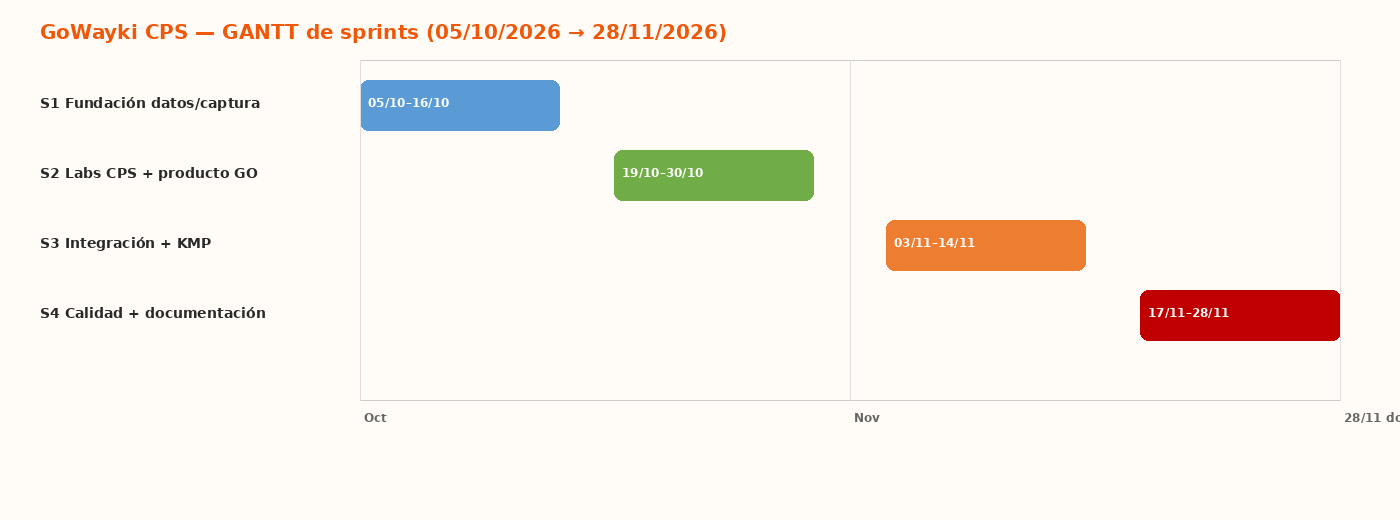 GoWayki CPS — GANTT de sprints (05/10/2026 → 28/11/2026)
S1 Fundación datos/captura
05/10–16/10
S2 Labs CPS + producto GO
19/10–30/10
S3 Integración + KMP
03/11–14/11
S4 Calidad + documentación
17/11–28/11
Oct
Nov
28/11